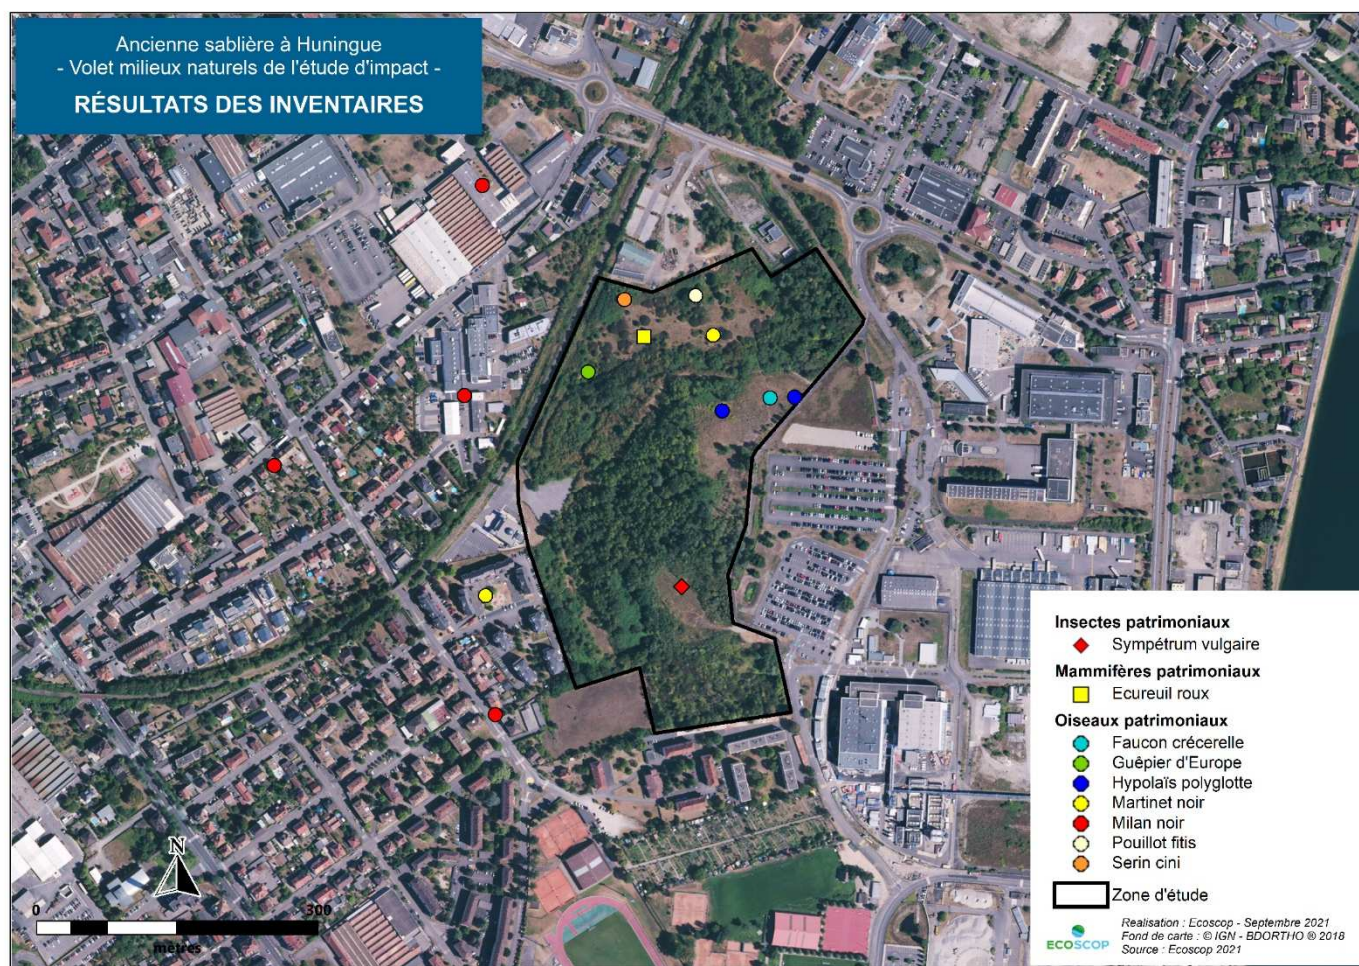 Ancienne sablière à Huningue
- Volet milieux naturels de l'étude d'impact -
RÉSULTATS DES INVENTAIRES
Insectes patrimoniaux
Sympétrum vulgaire
Mammifères patrimoniaux
Ecureuil roux
Oiseaux patrimoniaux
Faucon crécerelle
Guêpier d'Europe
Hypolaïs polyglotte
Martinet noir
Milan noir
Pouillot fitis
Serin cini
Zone d'étude
N
0 300
mètres
ECOSCOP
Realisation : Ecoscop - Septembre 2021
Fond de carte : © IGN - BDORTHO ® 2018
Source : Ecoscop 2021